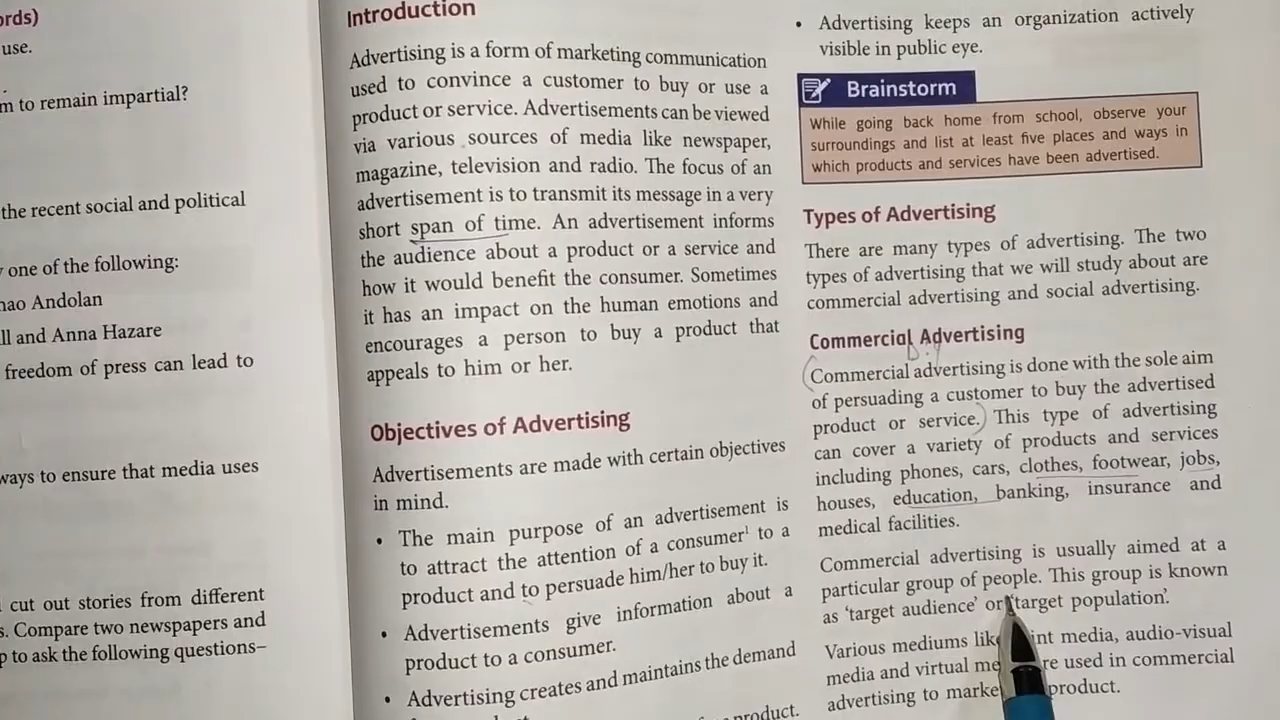 ords)
use.
m to remain impartial?
the recent social and political
one of the following:
hao Andolan
ll and Anna Hazare
freedom of press can lead to
ways to ensure that media uses
cut out stories from different
s. Compare two newspapers and
p to ask the following questions–
Introduction
Advertising is a form of marketing communication
used to convince a customer to buy or use a
product or service. Advertisements can be viewed
via various sources of media like newspaper,
magazine, television and radio. The focus of an
advertisement is to transmit its message in a very
short span of time. An advertisement informs
the audience about a product or a service and
how it would benefit the consumer. Sometimes
it has an impact on the human emotions and
encourages a person to buy a product that
appeals to him or her.
Objectives of Advertising
Advertisements are made with certain objectives
in mind.
• The main purpose of an advertisement is
to attract the attention of a consumer¹ to a
product and to persuade him/her to buy it.
• Advertisements give information about a
product to a consumer.
• Advertising creates and maintains the demand
product.
• Advertising keeps an organization actively
visible in public eye.
Brainstorm
While going back home from school, observe your
surroundings and list at least five places and ways in
which products and services have been advertised.
Types of Advertising
There are many types of advertising. The two
types of advertising that we will study about are
commercial advertising and social advertising.
Commercial Advertising
Commercial advertising is done with the sole aim
of persuading a customer to buy the advertised
product or service. This type of advertising
can cover a variety of products and services
including phones, cars, clothes, footwear, jobs,
houses, education, banking, insurance and
medical facilities.
Commercial advertising is usually aimed at a
particular group of people. This group is known
as ‘target audience’ or ‘target population’.
Various mediums like int media, audio-visual
media and virtual me re used in commercial
advertising to marke product.